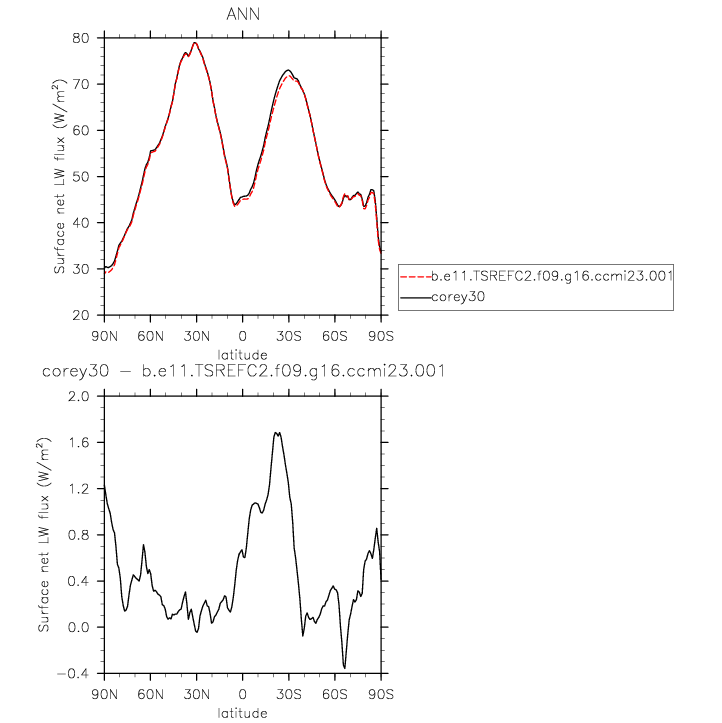 ANN
Surface net LW flux (W/m²)
80
70
60
50
40
30
20
90N 60N 30N 0 30S 60S 90S
latitude
b.e11.TSREFC2.f09.g16.ccmi23.001
corey30
corey30 − b.e11.TSREFC2.f09.g16.ccmi23.001
Surface net LW flux (W/m²)
2.0
1.6
1.2
0.8
0.4
0.0
−0.4
90N 60N 30N 0 30S 60S 90S
latitude